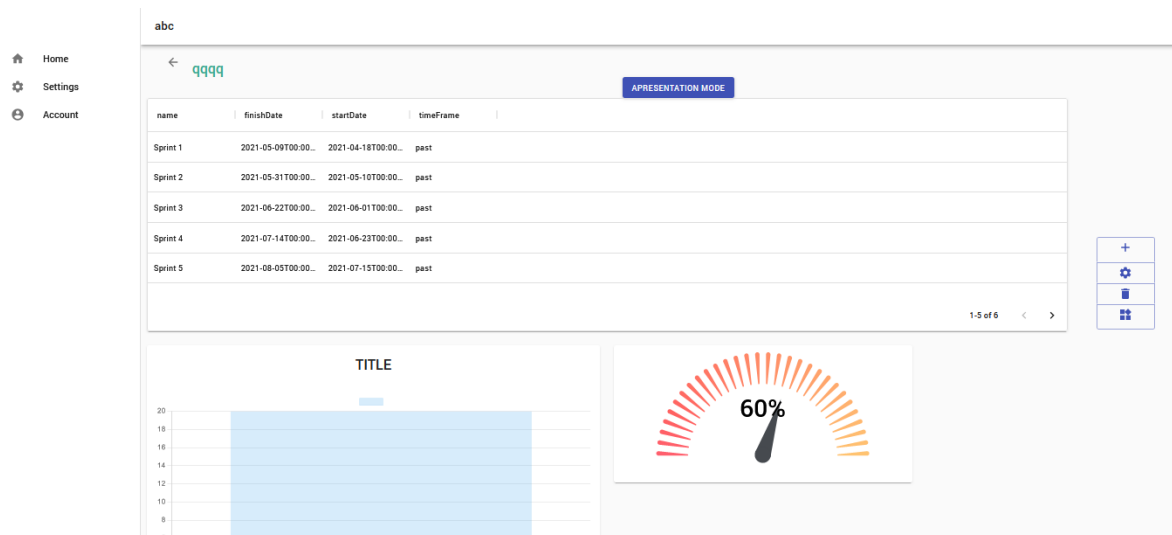 abc
Home
Settings
Account
qqqq
APRESENTATION MODE
name finishDate startDate timeFrame
Sprint 1 2021-05-09T00:00... 2021-04-18T00:00... past
Sprint 2 2021-05-31T00:00... 2021-05-10T00:00... past
Sprint 3 2021-06-22T00:00... 2021-06-01T00:00... past
Sprint 4 2021-07-14T00:00... 2021-06-23T00:00... past
Sprint 5 2021-08-05T00:00... 2021-07-15T00:00... past
1-5 of 6
TITLE
20
18
16
14
12
10
8
60%